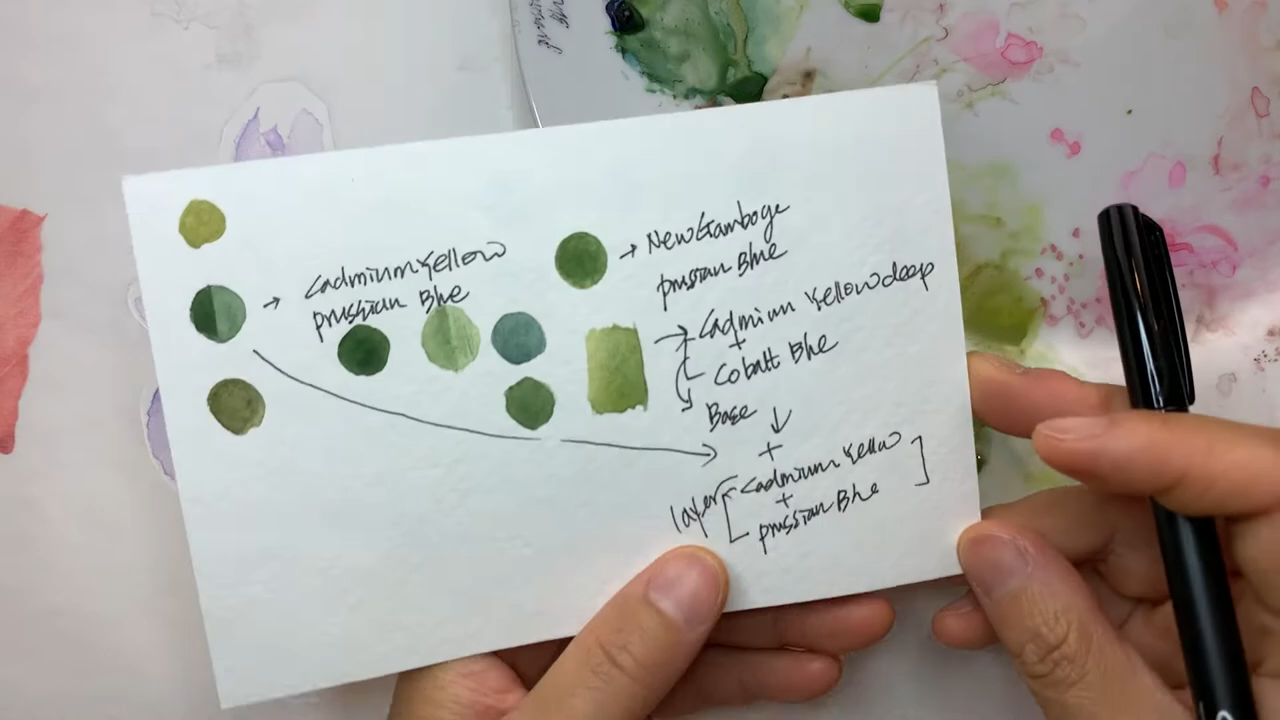 Cadmium Yellow
prussian Blue
New Gamboge
prussian Blue
Cadmium Yellow deep
+
Cobalt Blue
Base
+
layer Cadmium Yellow
+
prussian Blue